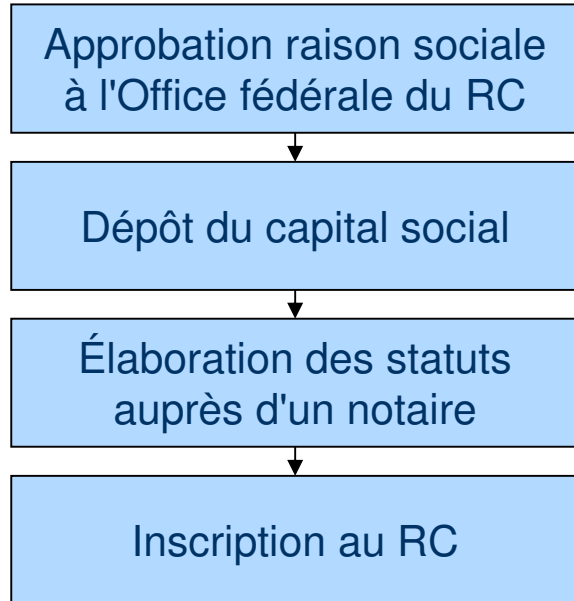 Approbation raison sociale
à l'Office fédérale du RC
Dépôt du capital social
Élaboration des statuts
auprès d'un notaire
Inscription au RC